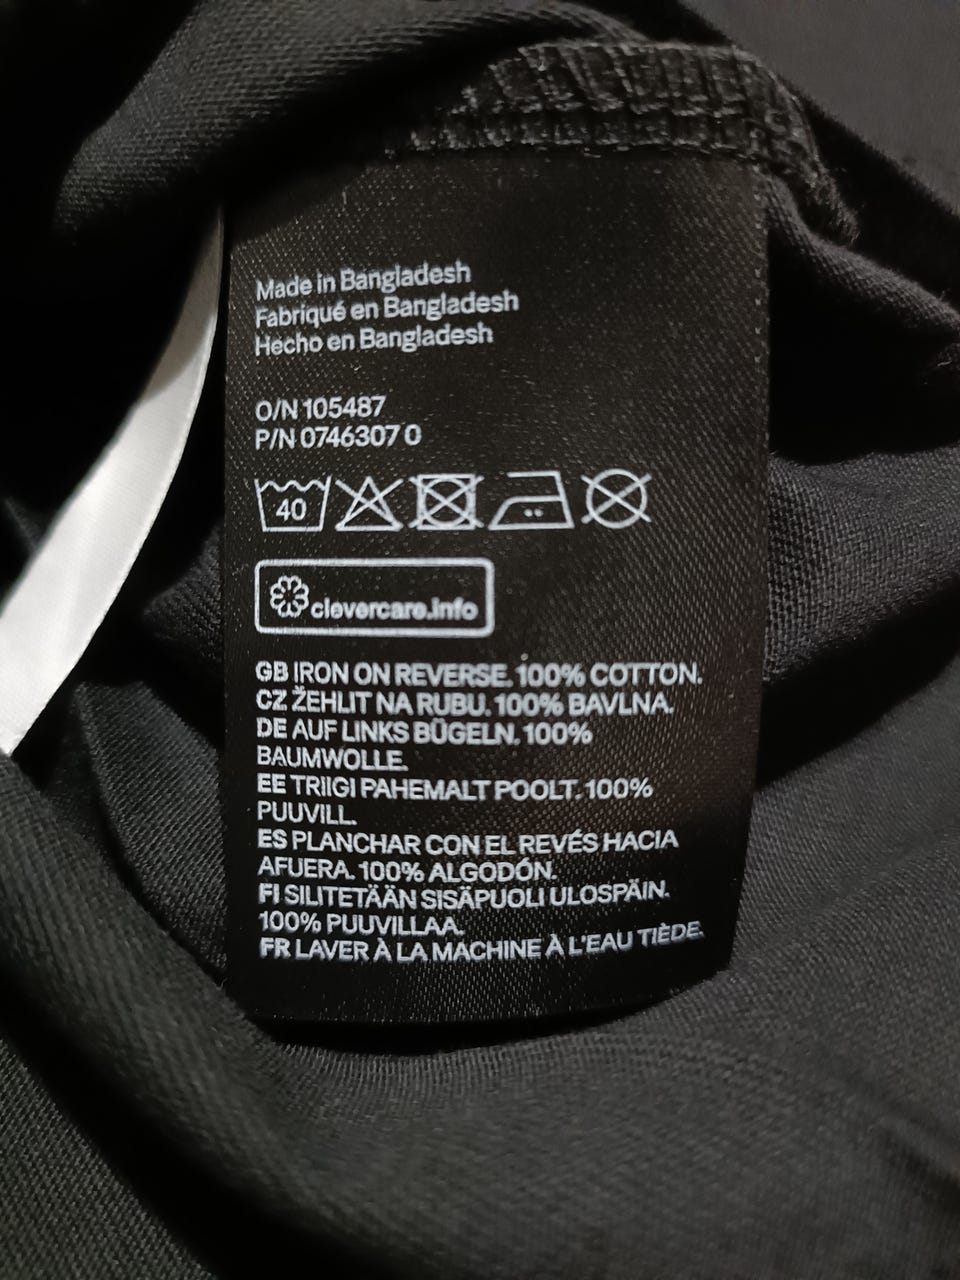 Made in Bangladesh
Fabriqué en Bangladesh
Hecho en Bangladesh
O/N 105487
P/N 0746307 0
40
clevercare.info
GB IRON ON REVERSE. 100% COTTON.
CZ ŽEHLIT NA RUBU. 100% BAVLNA.
DE AUF LINKS BÜGELN. 100%
BAUMWOLLE.
EE TRIIGI PAHEMALT POOLT. 100%
PUUVILL.
ES PLANCHAR CON EL REVÉS HACIA
AFUERA. 100% ALGODÓN.
FI SILITETÄÄN SISÄPUOLI ULOSPÄIN.
100% PUUVILLAA.
FR LAVER À LA MACHINE À L'EAU TIÈDE.